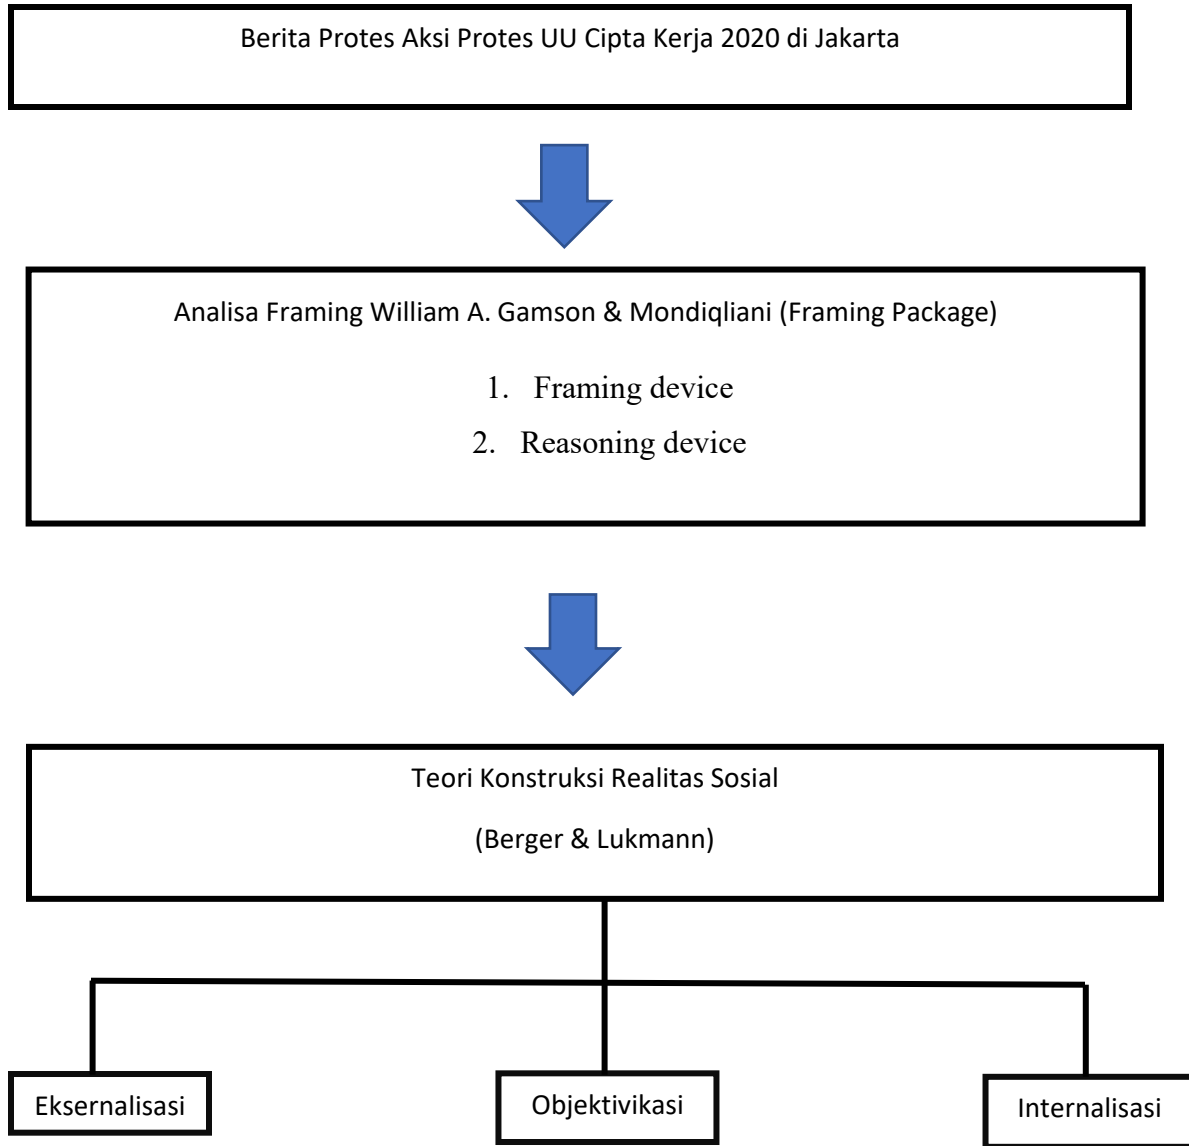 Berita Protes Aksi Protes UU Cipta Kerja 2020 di Jakarta
Analisa Framing William A. Gamson & Mondiqliani (Framing Package)
1. Framing device
2. Reasoning device
Teori Konstruksi Realitas Sosial
(Berger & Lukmann)
Eksernalisasi
Objektivikasi
Internalisasi